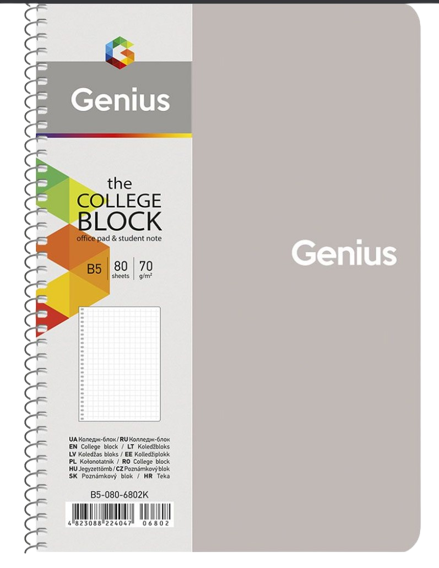 Genius
the
COLLEGE
BLOCK
office pad & student note
B5 80 sheets 70 g/m²
Genius
UA Коледж-блок / RU Колледж-блок
EN College block / LT Koledžbloks
LV Koledžas bloks / EE Kolledžiplokk
PL Kołonotatnik / RO College block
HU Jegyzettömb / CZ Poznámkový blok
SK Poznámkový blok / HR Teka
B5-080-6802K
4 823088 224047 06802